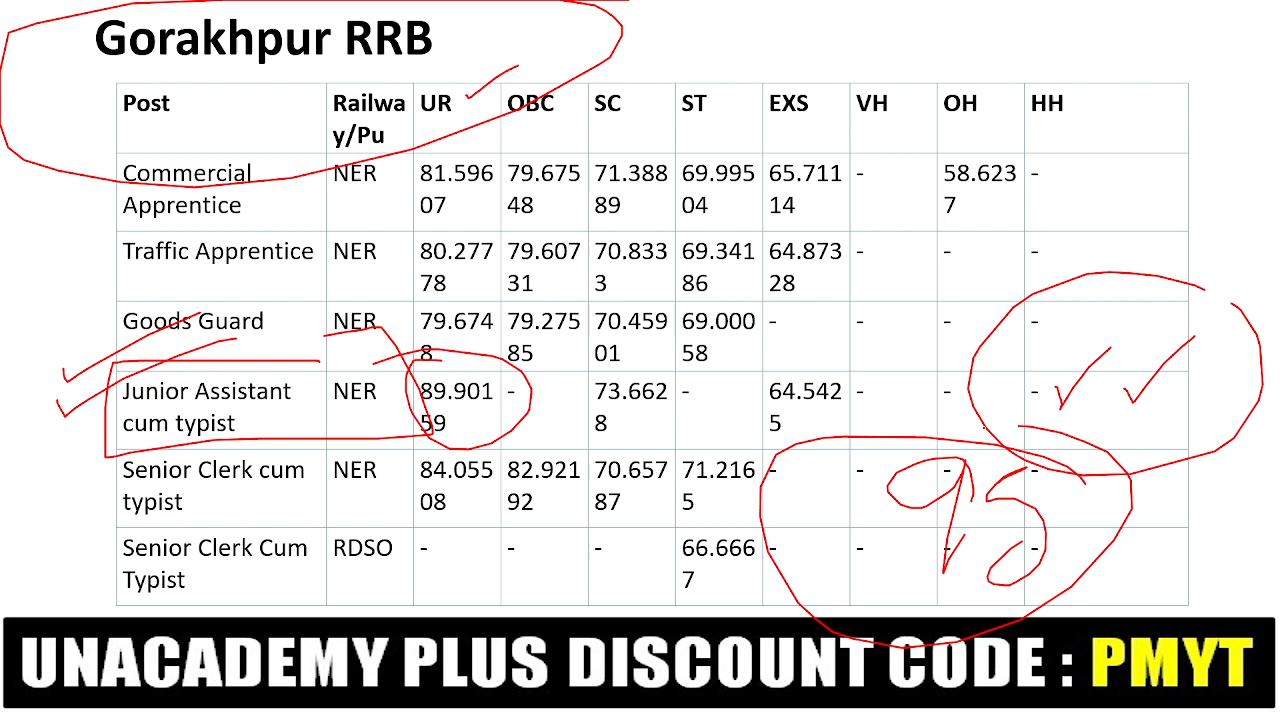 Gorakhpur RRB
Post Railwa UR OBC SC ST EXS VH OH HH
y/Pu
Commercial NER 81.596 79.675 71.388 69.995 65.711 - 58.623 -
Apprentice 07 48 89 04 14 7
Traffic Apprentice NER 80.277 79.607 70.833 69.341 64.873 - - -
78 31 3 86 28
Goods Guard NER 79.674 79.275 70.459 69.000 - - - -
8 85 01 58
Junior Assistant NER 89.901 - 73.662 - 64.542 - - -
cum typist 59 8 5
Senior Clerk cum NER 84.055 82.921 70.657 71.216 - - - -
typist 08 92 87 5
Senior Clerk Cum RDSO - - - 66.666 - - - -
Typist 7
95
UNACADEMY PLUS DISCOUNT CODE : PMYT